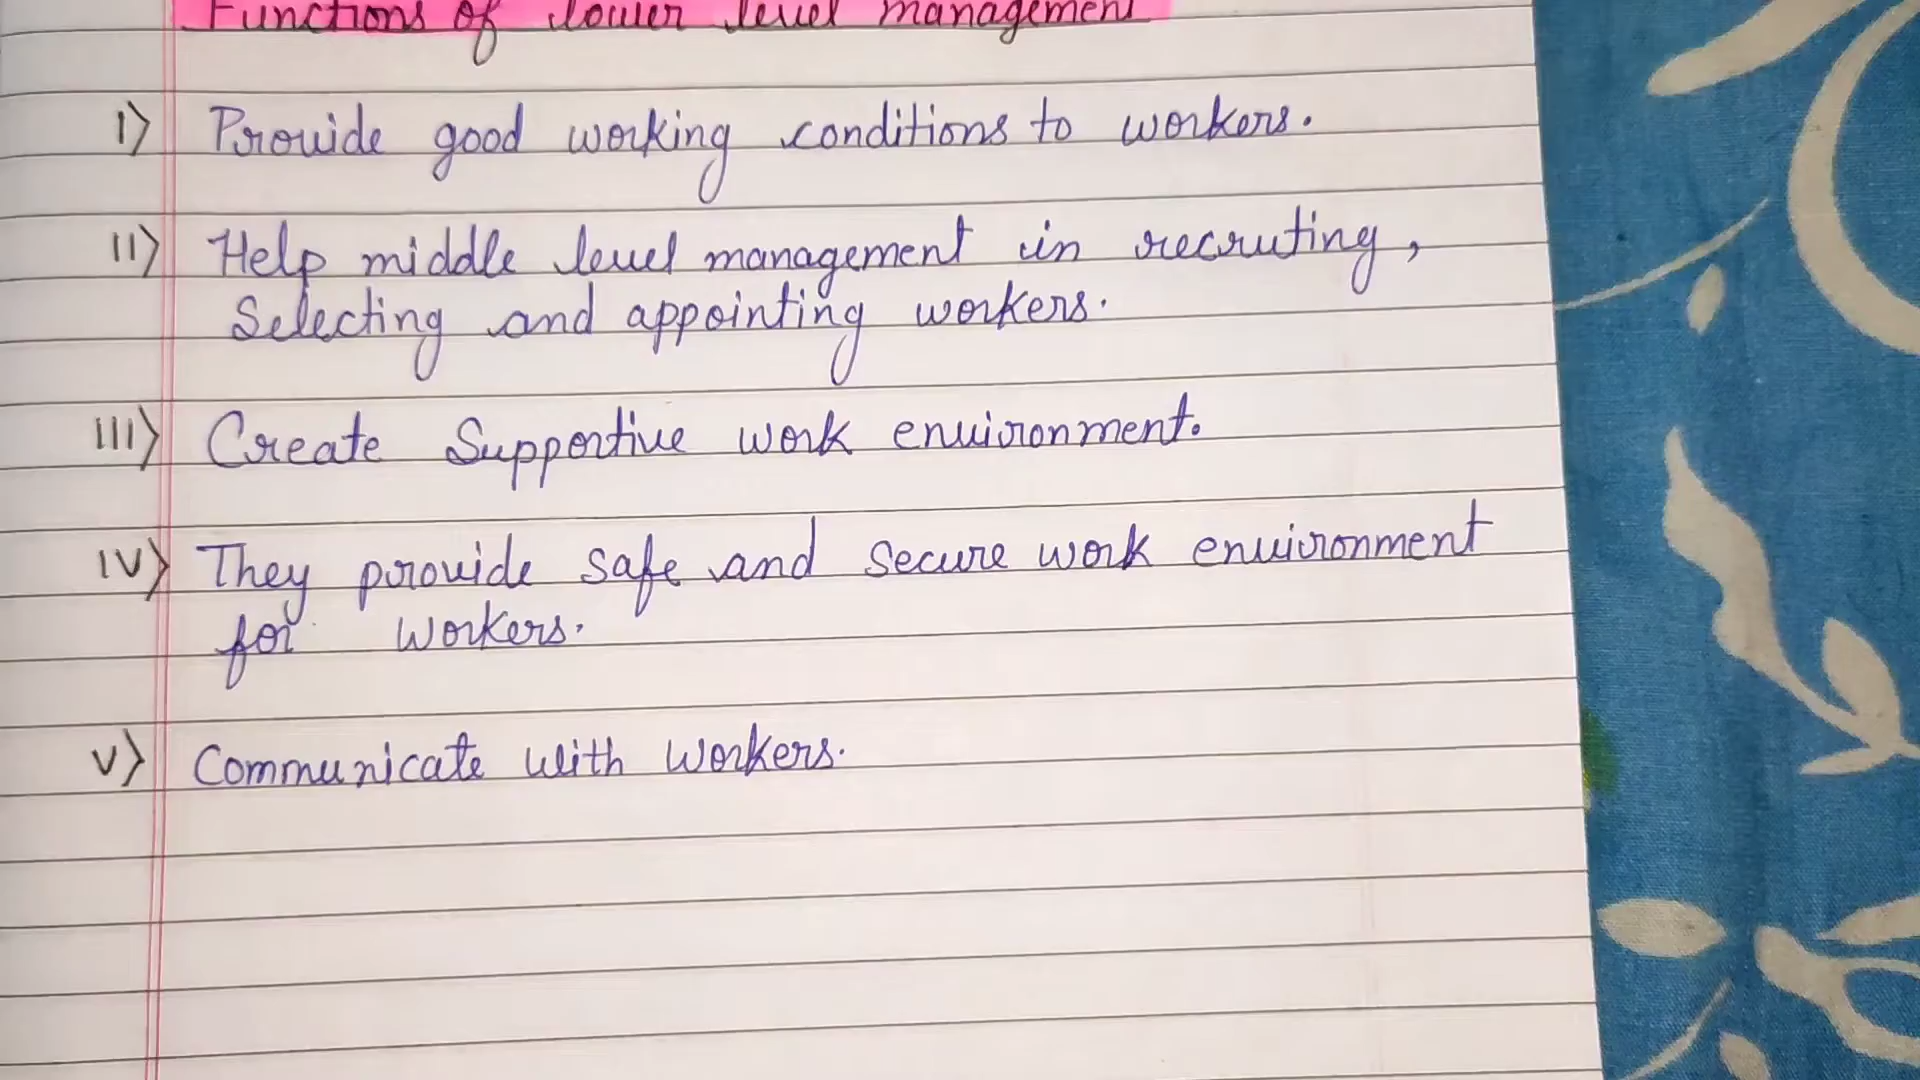 Functions of lower level management
I) Provide good working conditions to workers.
II) Help middle level management in recruting,
Selecting and appointing workers.
III) Create Supportive work environment.
IV) They provide safe and secure work environment
for workers.
V) Communicate with workers.